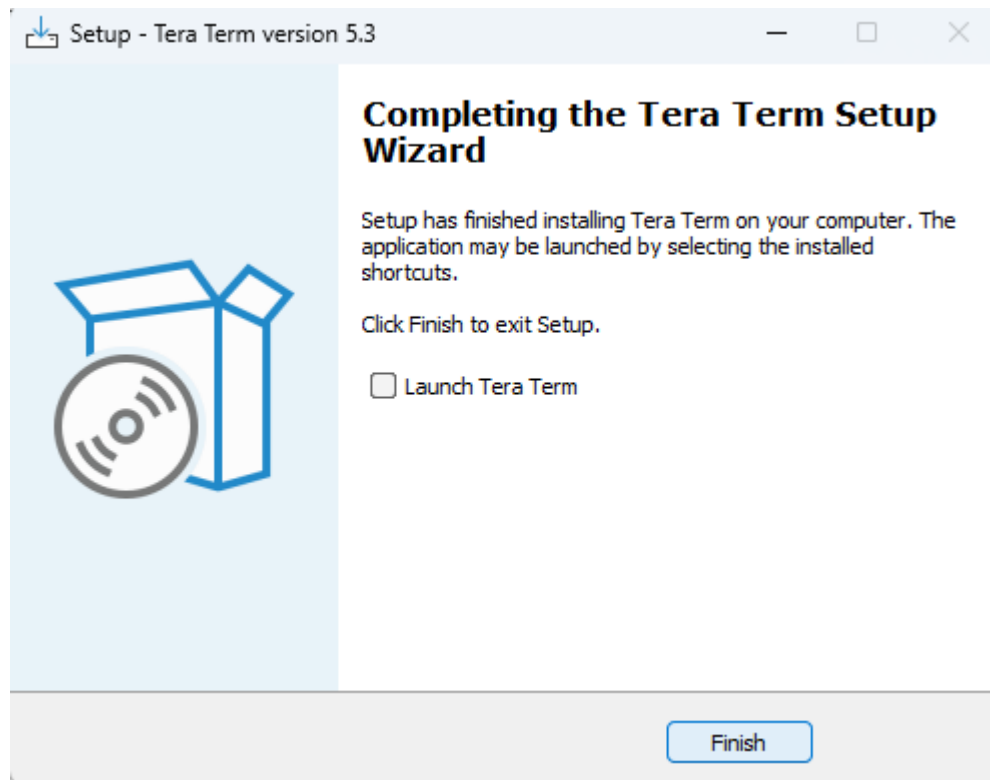 Setup - Tera Term version 5.3
Completing the Tera Term Setup
Wizard
Setup has finished installing Tera Term on your computer. The
application may be launched by selecting the installed
shortcuts.
Click Finish to exit Setup.
Launch Tera Term
Finish